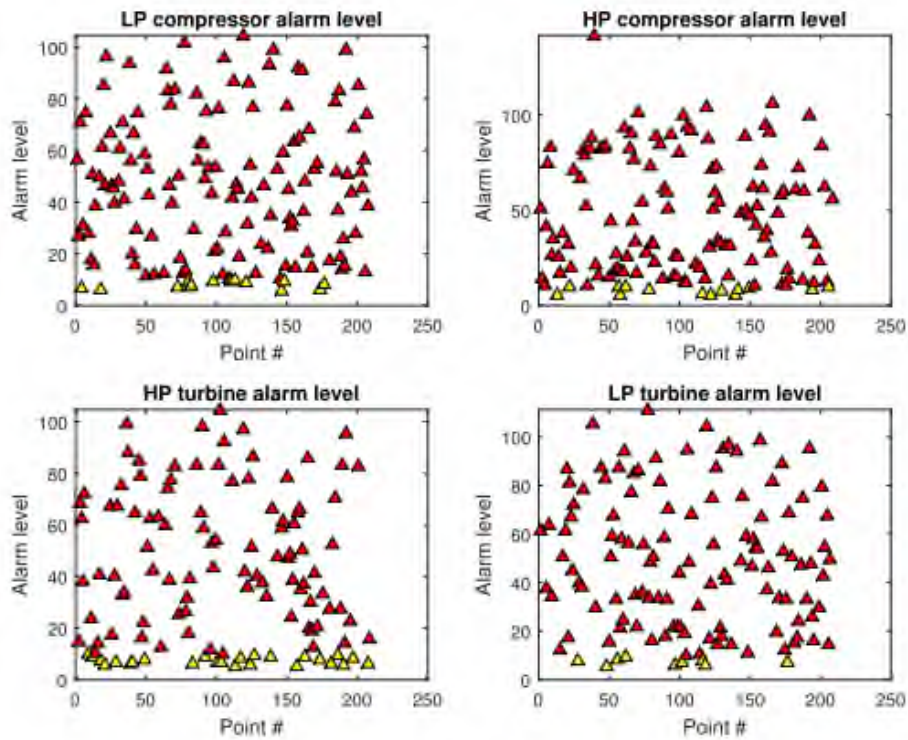 LP compressor alarm level
100
80
60
40
20
0
Alarm level
0 50 100 150 200 250
Point #
HP compressor alarm level
100
50
0
Alarm level
0 50 100 150 200 250
Point #
HP turbine alarm level
100
80
60
40
20
0
Alarm level
0 50 100 150 200 250
Point #
LP turbine alarm level
100
80
60
40
20
0
Alarm level
0 50 100 150 200 250
Point #